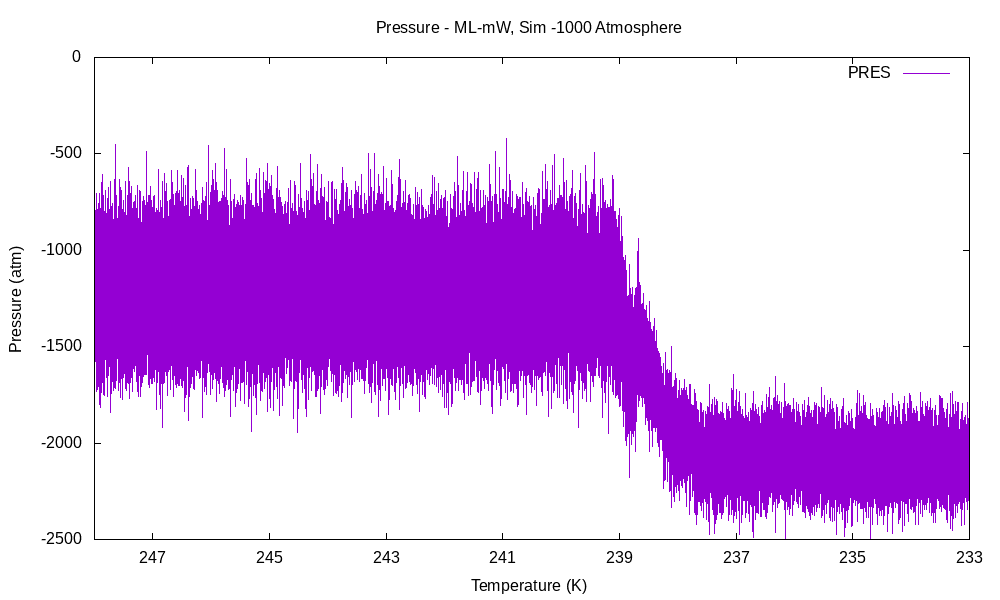 Pressure - ML-mW, Sim -1000 Atmosphere
PRES
0
-500
-1000
-1500
-2000
-2500
Pressure (atm)
247 245 243 241 239 237 235 233
Temperature (K)